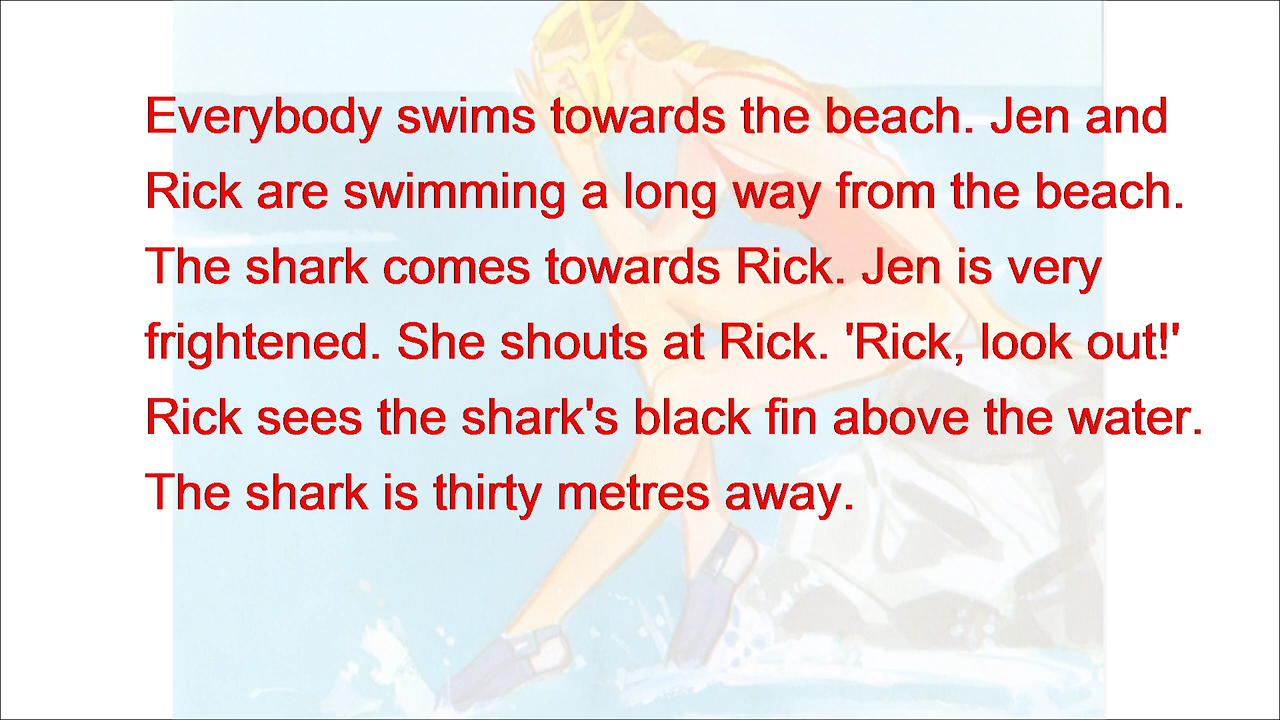 Everybody swims towards the beach. Jen and
Rick are swimming a long way from the beach.
The shark comes towards Rick. Jen is very
frightened. She shouts at Rick. 'Rick, look out!'
Rick sees the shark's black fin above the water.
The shark is thirty metres away.